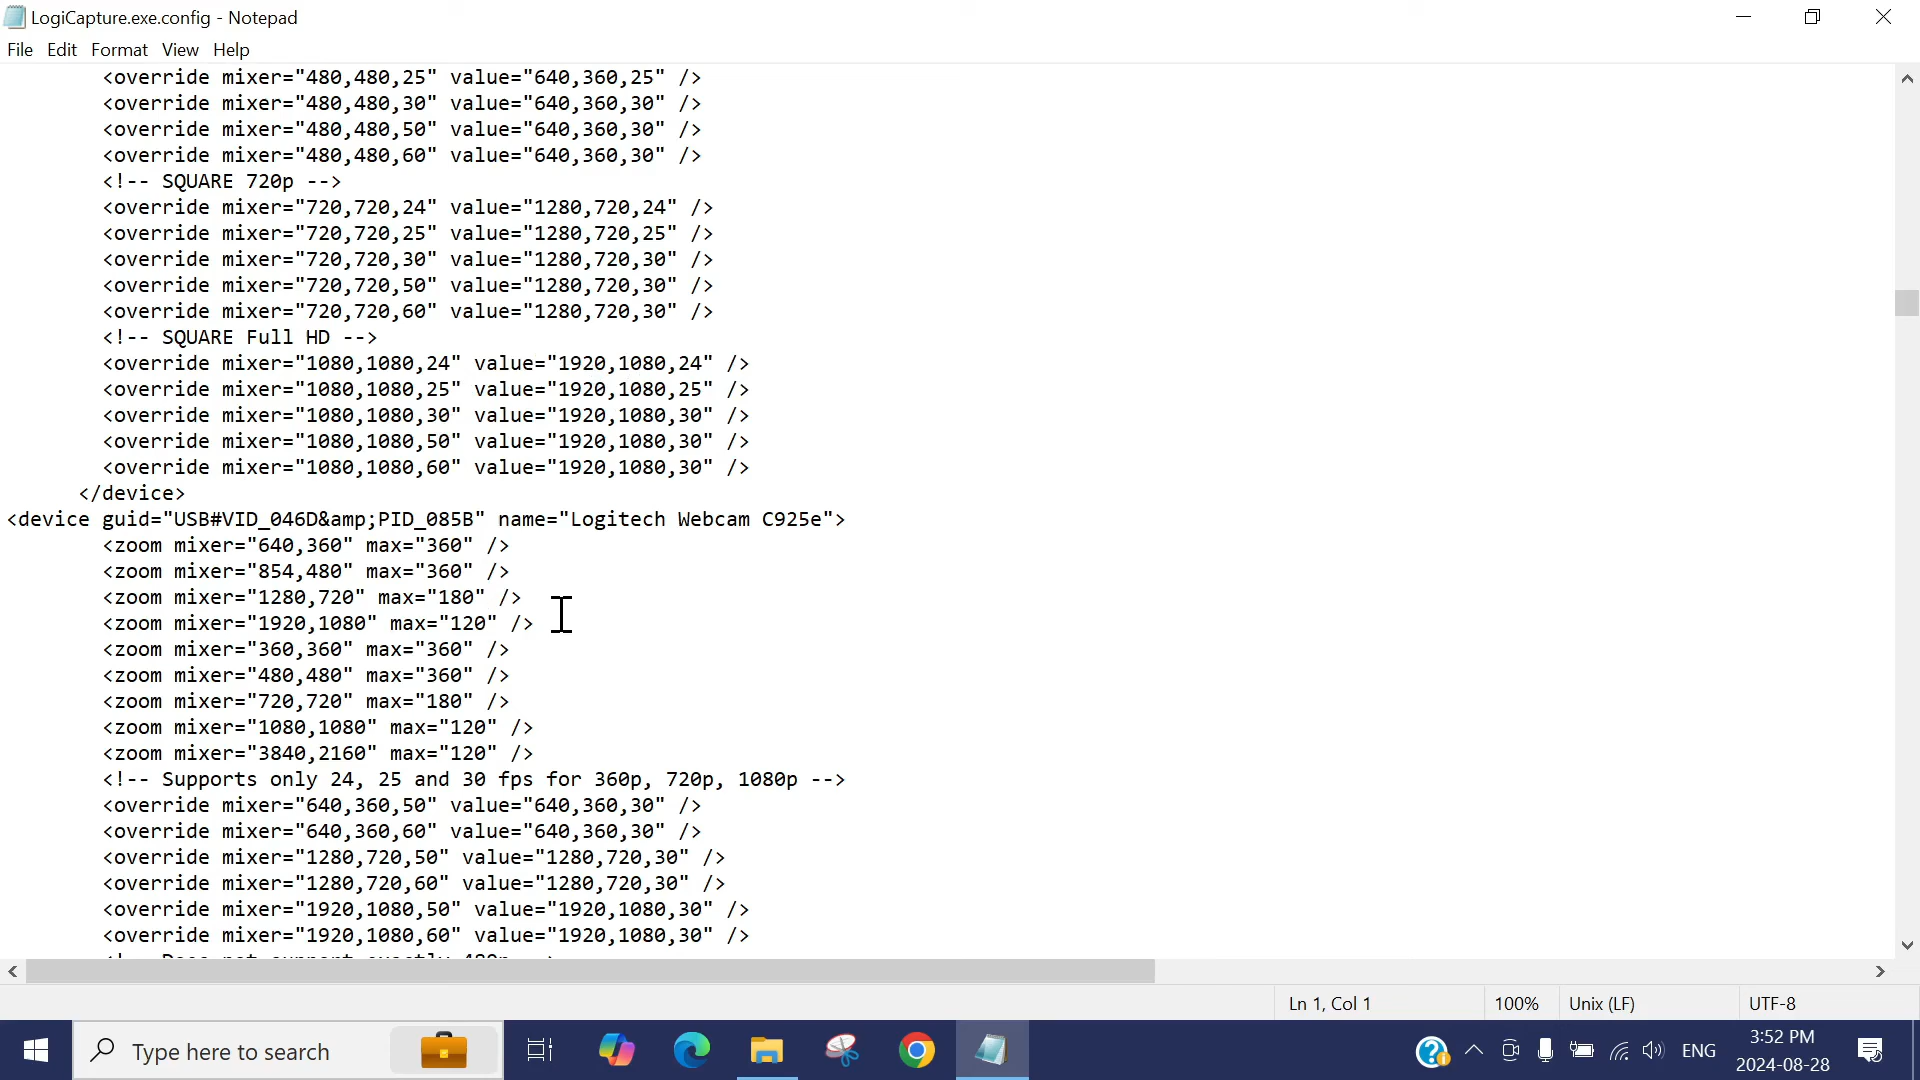 LogiCapture.exe.config - Notepad
File Edit Format View Help
<override mixer="480,480,25" value="640,360,25" />
<override mixer="480,480,30" value="640,360,30" />
<override mixer="480,480,50" value="640,360,30" />
<override mixer="480,480,60" value="640,360,30" />
<!-- SQUARE 720p -->
<override mixer="720,720,24" value="1280,720,24" />
<override mixer="720,720,25" value="1280,720,25" />
<override mixer="720,720,30" value="1280,720,30" />
<override mixer="720,720,50" value="1280,720,30" />
<override mixer="720,720,60" value="1280,720,30" />
<!-- SQUARE Full HD -->
<override mixer="1080,1080,24" value="1920,1080,24" />
<override mixer="1080,1080,25" value="1920,1080,25" />
<override mixer="1080,1080,30" value="1920,1080,30" />
<override mixer="1080,1080,50" value="1920,1080,30" />
<override mixer="1080,1080,60" value="1920,1080,30" />
</device>
<device guid="USB#VID_046D&amp;PID_085B" name="Logitech Webcam C925e">
<zoom mixer="640,360" max="360" />
<zoom mixer="854,480" max="360" />
<zoom mixer="1280,720" max="180" />
<zoom mixer="1920,1080" max="120" />
<zoom mixer="360,360" max="360" />
<zoom mixer="480,480" max="360" />
<zoom mixer="720,720" max="180" />
<zoom mixer="1080,1080" max="120" />
<zoom mixer="3840,2160" max="120" />
<!-- Supports only 24, 25 and 30 fps for 360p, 720p, 1080p -->
<override mixer="640,360,50" value="640,360,30" />
<override mixer="640,360,60" value="640,360,30" />
<override mixer="1280,720,50" value="1280,720,30" />
<override mixer="1280,720,60" value="1280,720,30" />
<override mixer="1920,1080,50" value="1920,1080,30" />
<override mixer="1920,1080,60" value="1920,1080,30" />
Ln 1, Col 1 100% Unix (LF) UTF-8
Type here to search
ENG
3:52 PM
2024-08-28